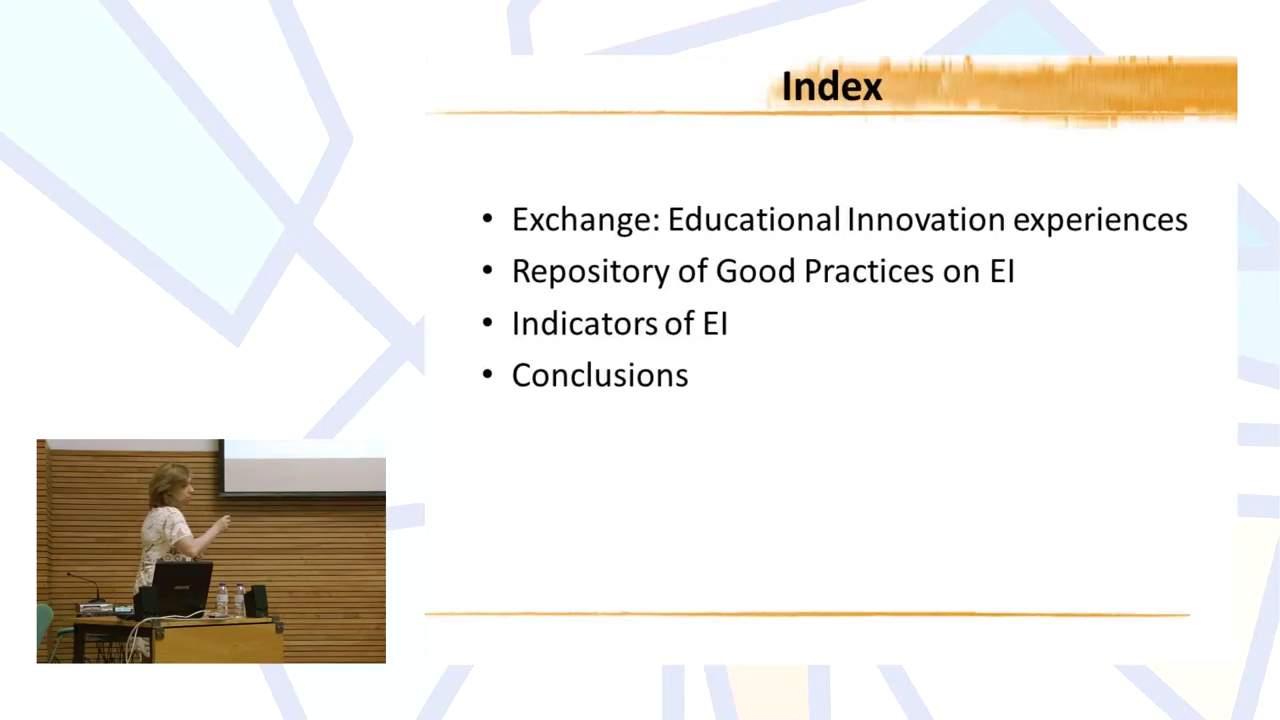 Index
• Exchange: Educational Innovation experiences
• Repository of Good Practices on EI
• Indicators of EI
• Conclusions